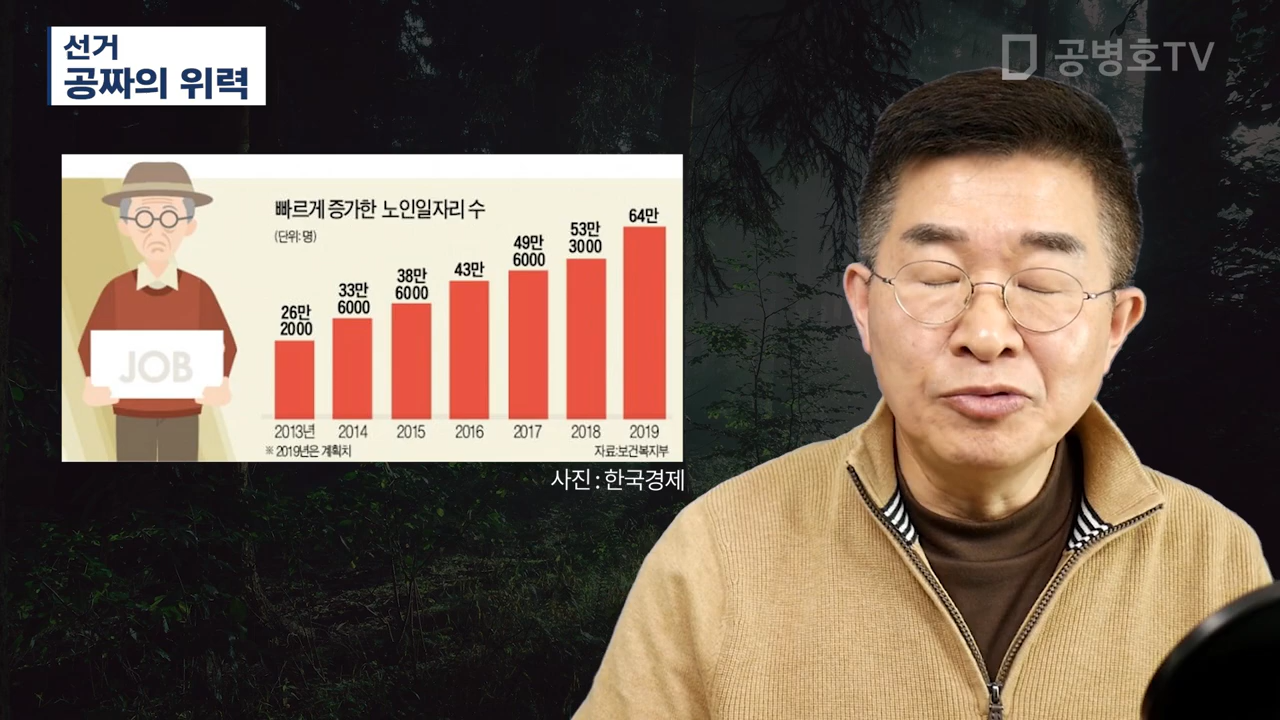 선거
공짜의 위력
공병호TV
빠르게 증가한 노인일자리 수
(단위:명)
26만
2000
33만
6000
38만
6000
43만
49만
6000
53만
3000
64만
JOB
2013년 2014 2015 2016 2017 2018 2019
※ 2019년은 계획치
자료:보건복지부
사진 : 한국경제